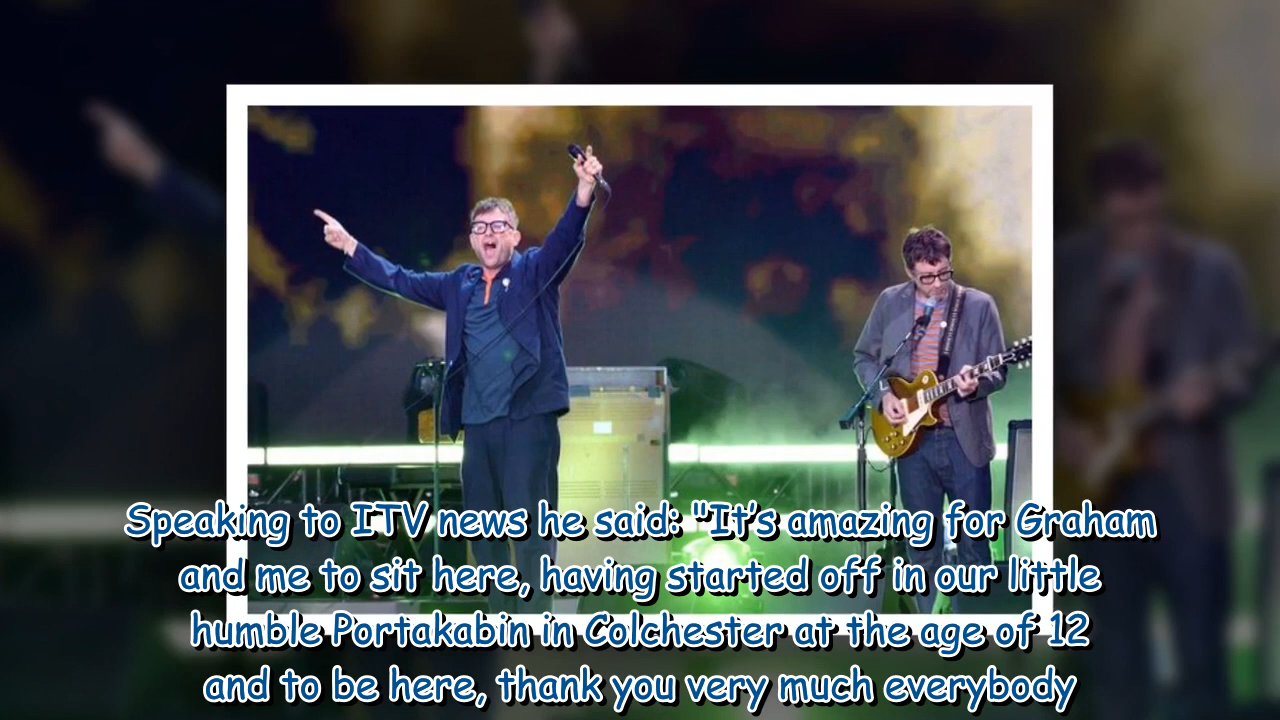 Speaking to ITV news he said: "It's amazing for Graham
and me to sit here, having started off in our little
humble Portakabin in Colchester at the age of 12
and to be here, thank you very much everybody